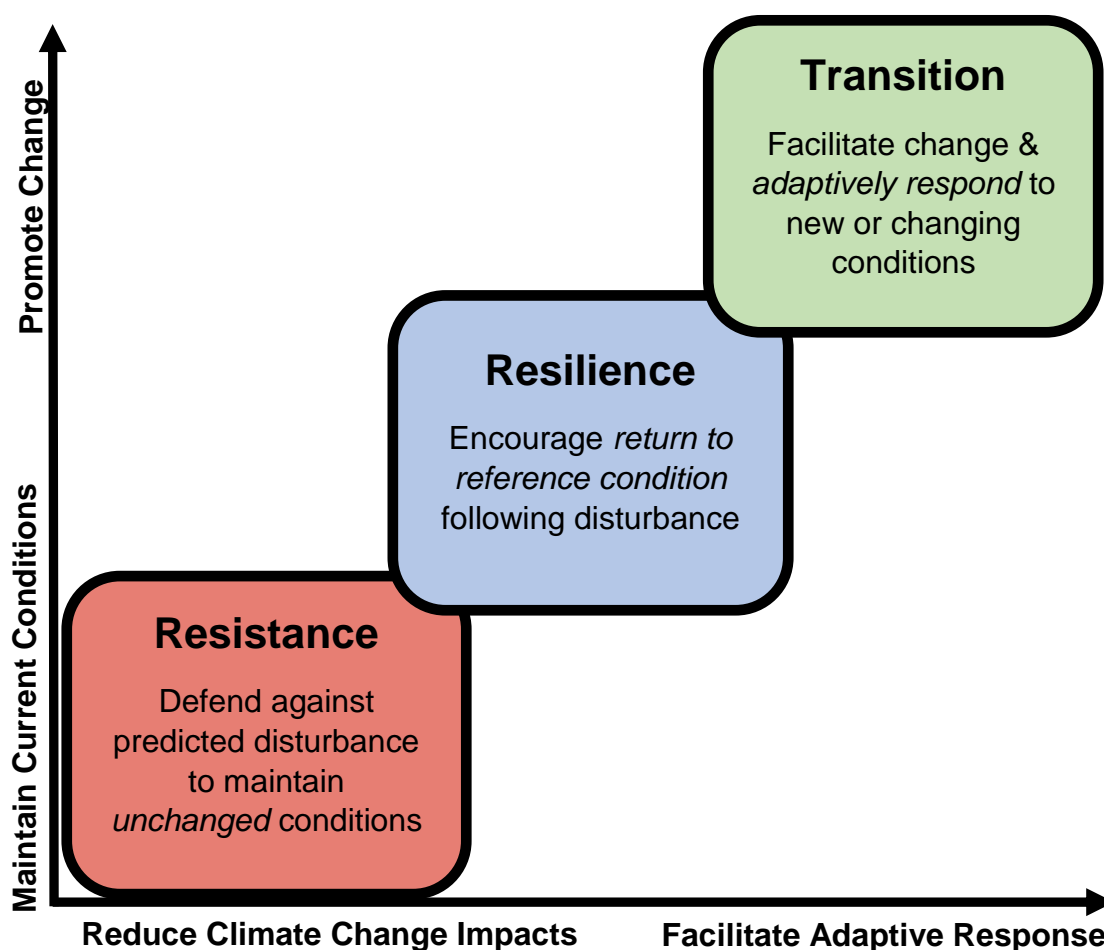 Promote Change
Maintain Current Conditions
Transition
Facilitate change &
adaptively respond to
new or changing
conditions
Resilience
Encourage return to
reference condition
following disturbance
Resistance
Defend against
predicted disturbance
to maintain
unchanged conditions
Reduce Climate Change Impacts
Facilitate Adaptive Response